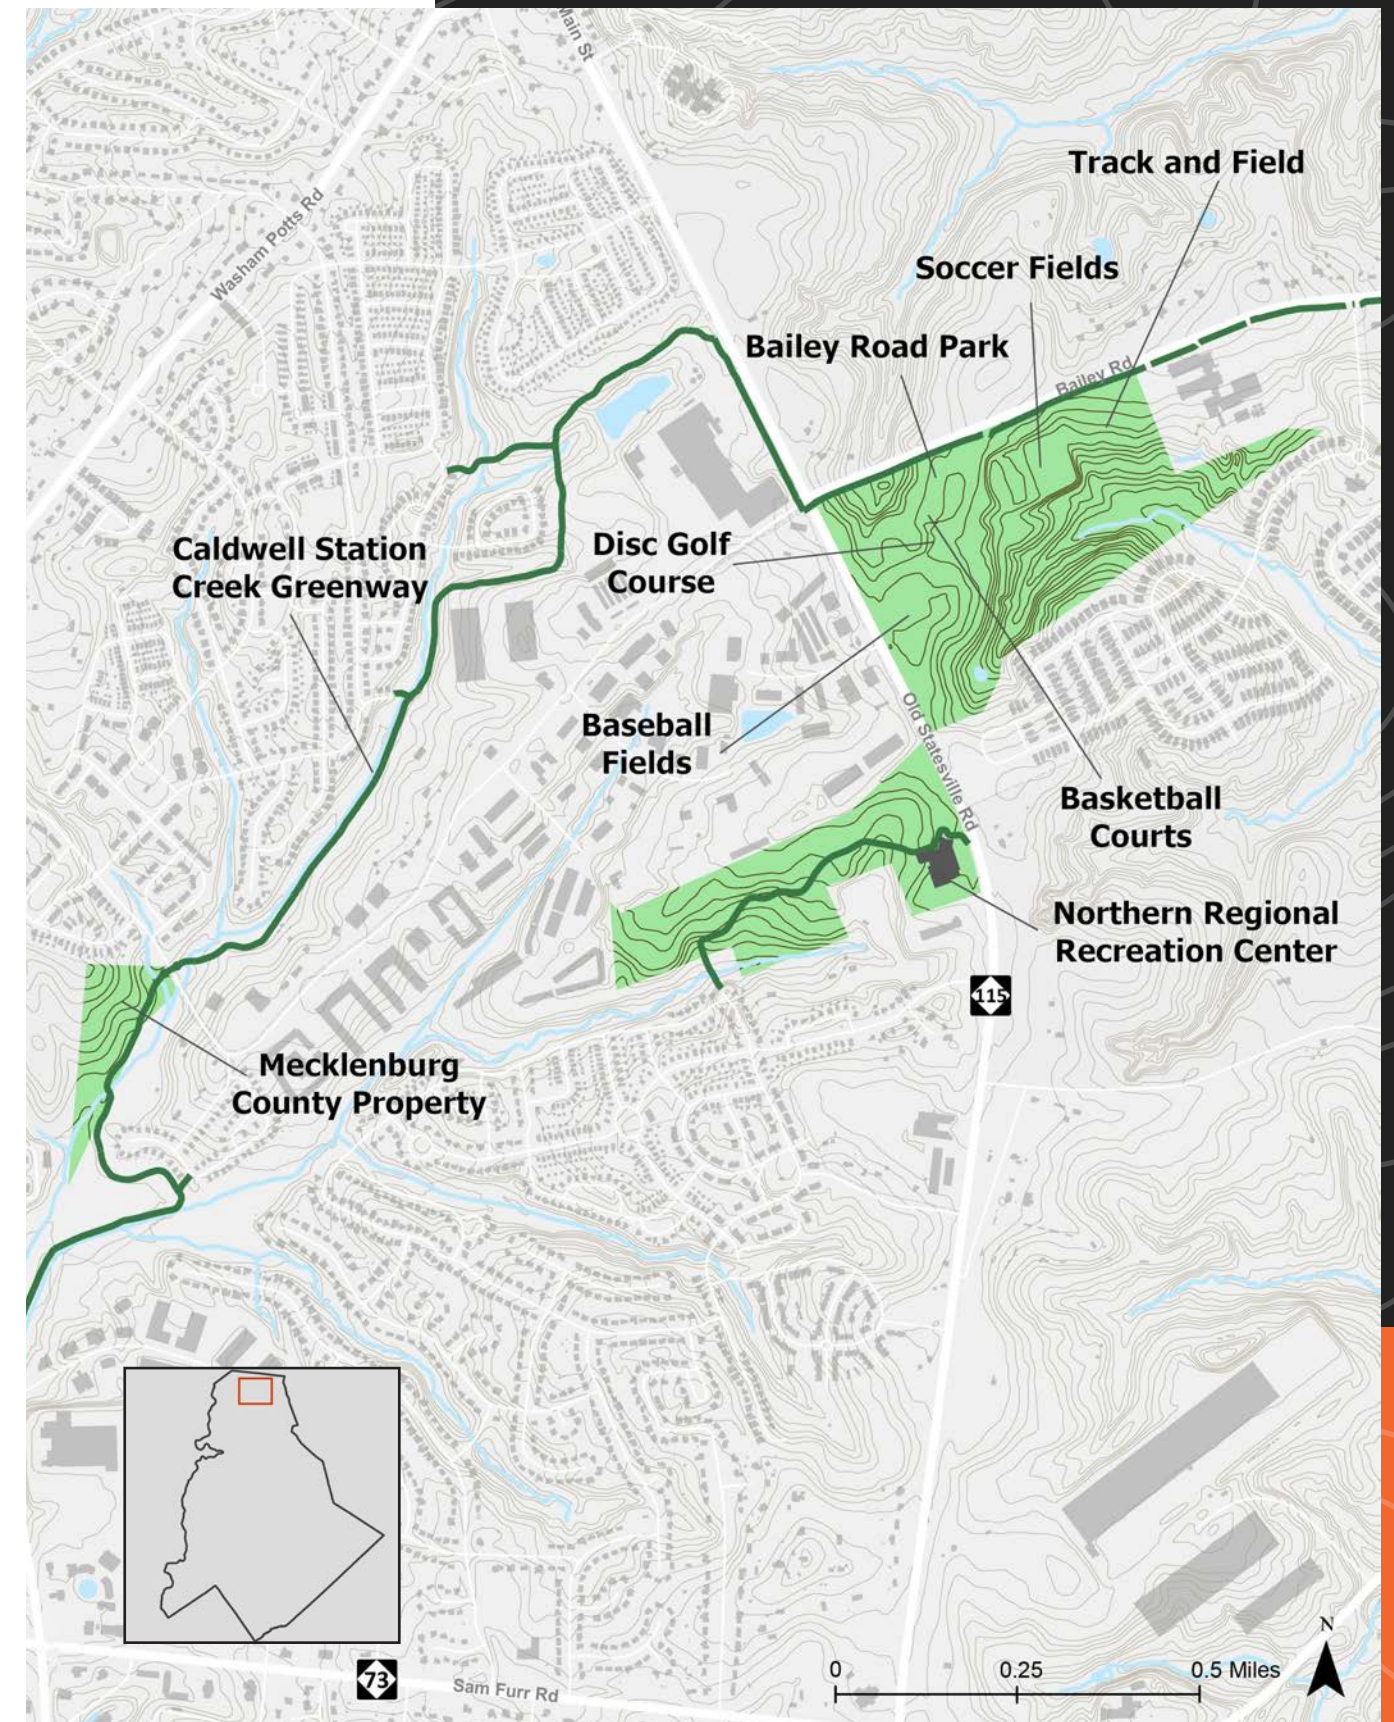 Main St
Track and Field
Washam Potts Rd
Soccer Fields
Bailey Road Park
Bailey Rd
Caldwell Station
Creek Greenway
Disc Golf
Course
Baseball
Fields
Old Statesville Rd
Basketball
Courts
Northern Regional
Recreation Center
115
Mecklenburg
County Property
N
0
0.25
0.5 Miles
73
Sam Furr Rd